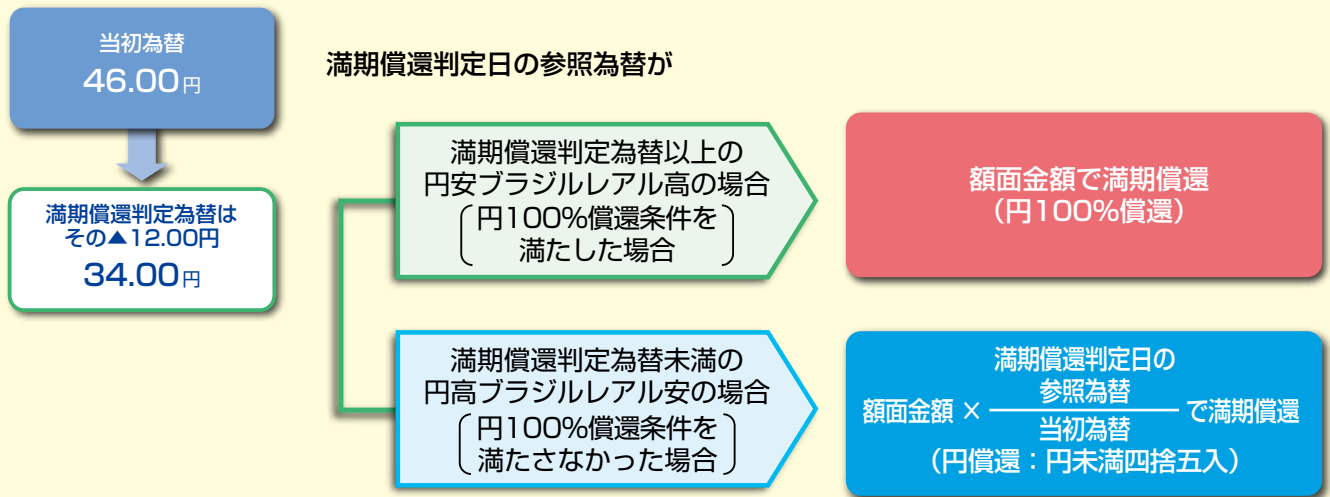 当初為替
46.00円
満期償還判定為替は
その▲12.00円
34.00円
満期償還判定日の参照為替が
満期償還判定為替以上の
円安ブラジルレアル高の場合
(円100%償還条件を
満たした場合)
額面金額で満期償還
(円100%償還)
満期償還判定為替未満の
円高ブラジルレアル安の場合
(円100%償還条件を
満たさなかった場合)
満期償還判定日の
参照為替
額面金額 × ― で満期償還
当初為替
(円償還:円未満四捨五入)